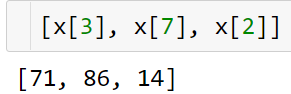 [x[3], x[7], x[2]]
[71, 86, 14]